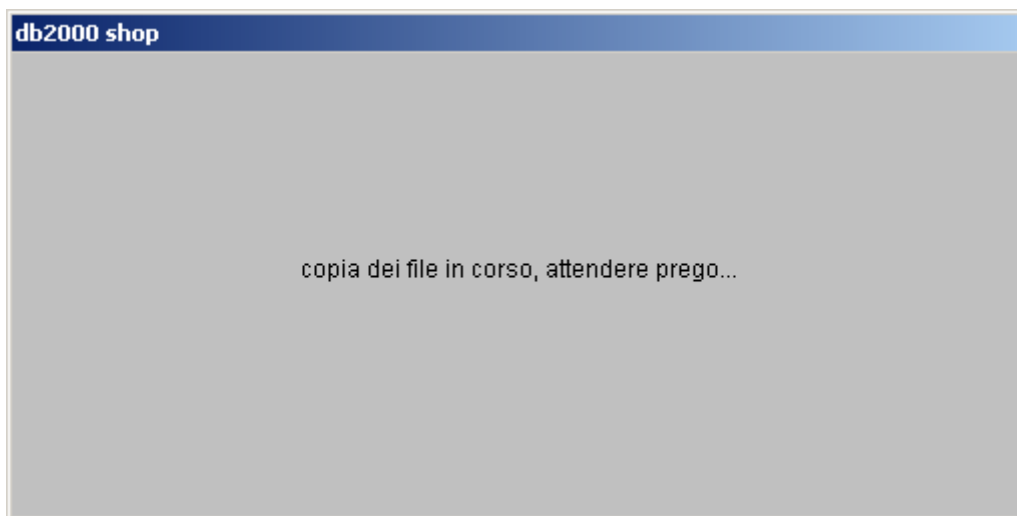 db2000 shop
copia dei file in corso, attendere prego...